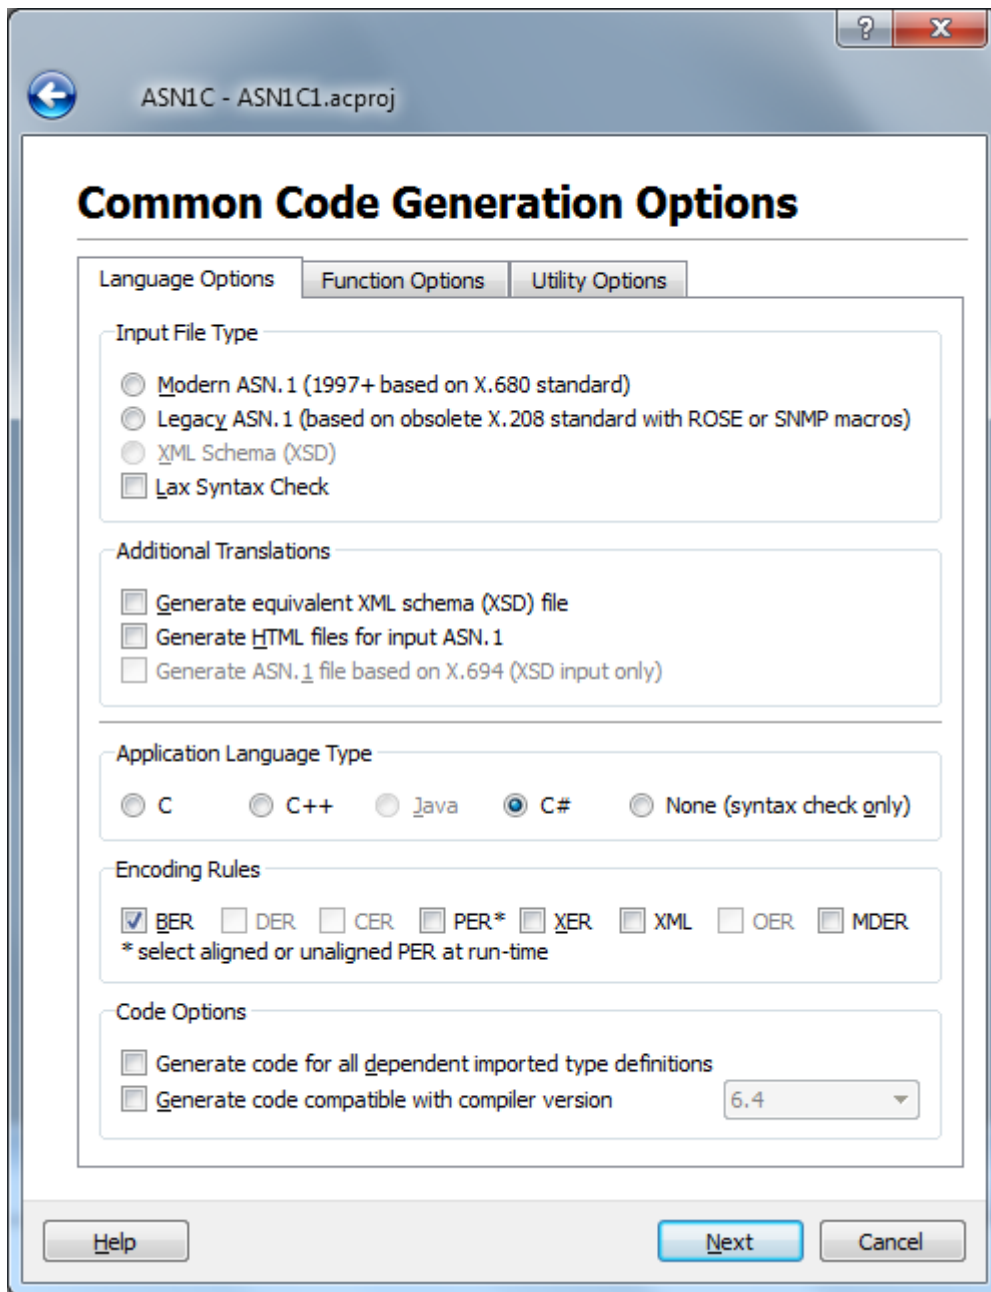 ?
x
ASN1C - ASN1C1.acproj
Common Code Generation Options
Language Options Function Options Utility Options
Input File Type
Modern ASN.1 (1997+ based on X.680 standard)
Legacy ASN.1 (based on obsolete X.208 standard with ROSE or SNMP macros)
XML Schema (XSD)
Lax Syntax Check
Additional Translations
Generate equivalent XML schema (XSD) file
Generate HTML files for input ASN.1
Generate ASN.1 file based on X.694 (XSD input only)
Application Language Type
C C++ Java C# None (syntax check only)
Encoding Rules
BER DER CER PER* XER XML OER MDER
* select aligned or unaligned PER at run-time
Code Options
Generate code for all dependent imported type definitions
Generate code compatible with compiler version 6.4
Help Next Cancel